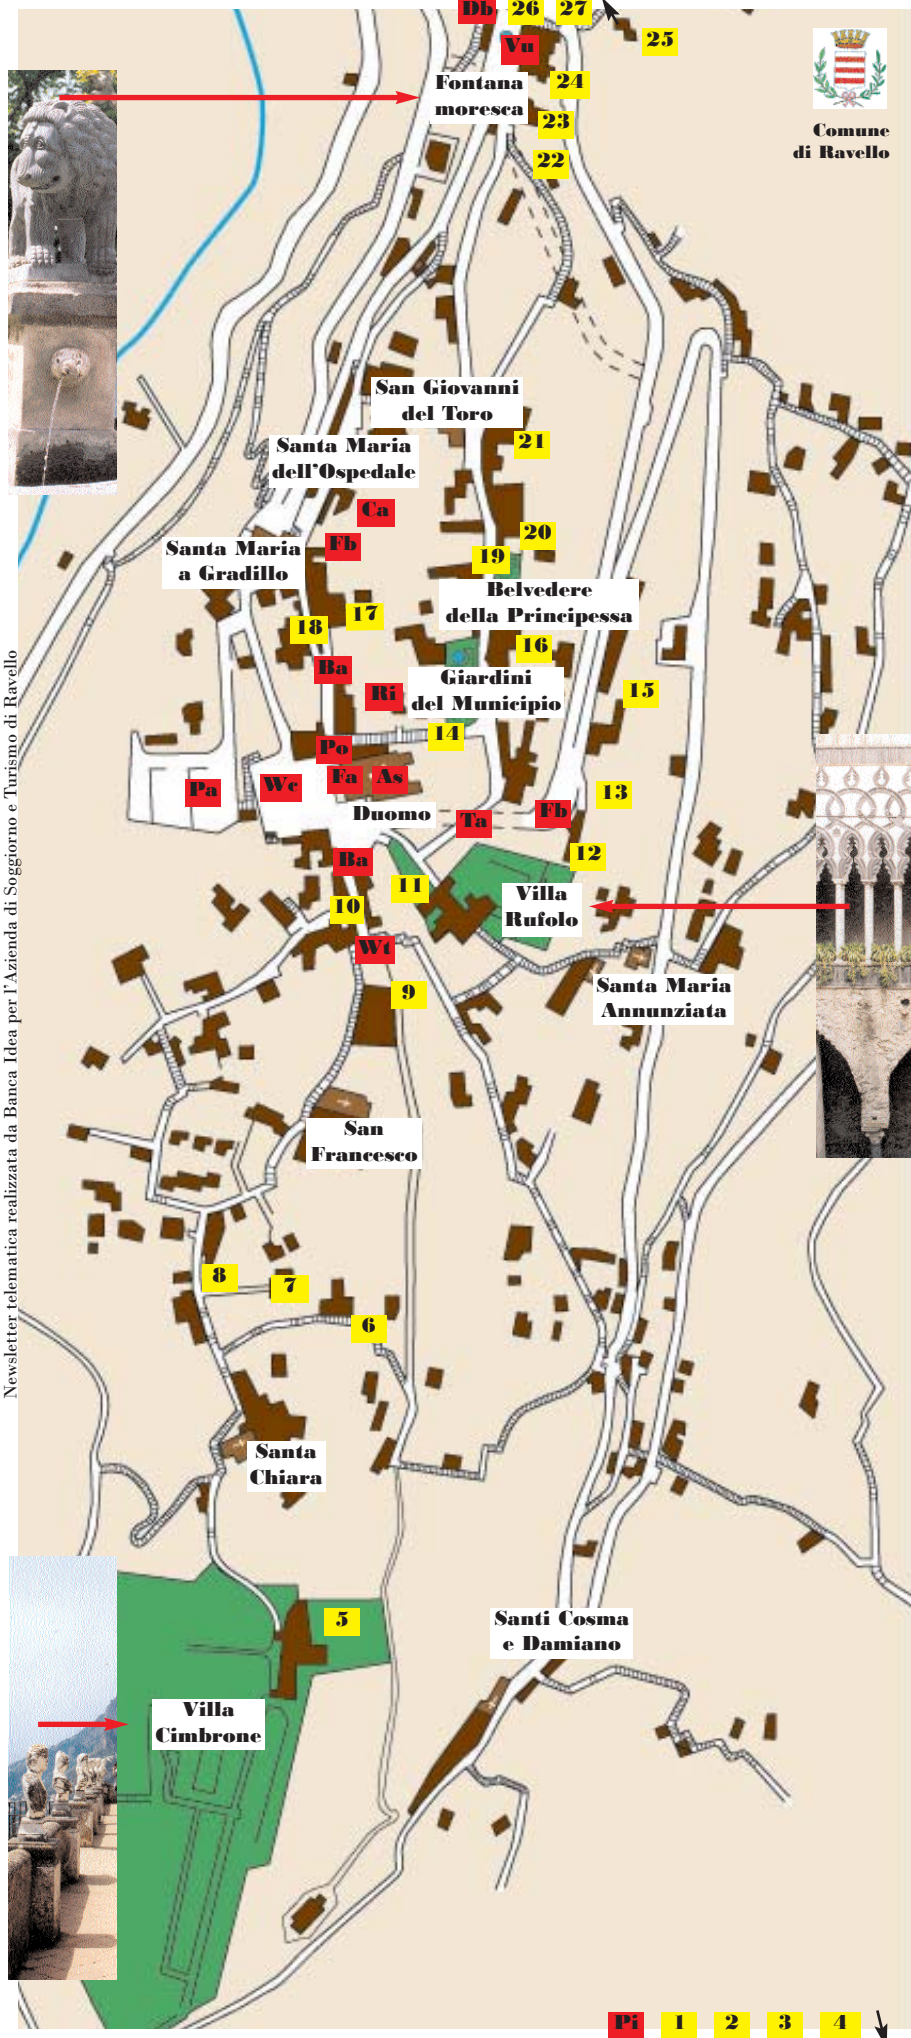 Db 26 27
Vu 25
Fontana
moresca
24
23
22
Comune
di Ravello
San Giovanni
del Toro
21
Santa Maria
dell'Ospedale
Ca
20
Fb
19
Santa Maria
a Gradillo
Belvedere
della Principessa
17
18
16
Ba
Giardini
del Municipio
Ri
15
14
Po
Fa As
Wc
Pa
13
Duomo
Ta
Fb
12
Ba
11
10
Villa
Rufolo
Wt
9
Santa Maria
Annunziata
San
Francesco
8
7
6
Santa
Chiara
5
Santi Cosma
e Damiano
Villa
Cimbrone
Pi 1 2 3 4
Newsletter telematica realizzata da Banca Idea per l'Azienda di Soggiorno e Turismo di Ravello